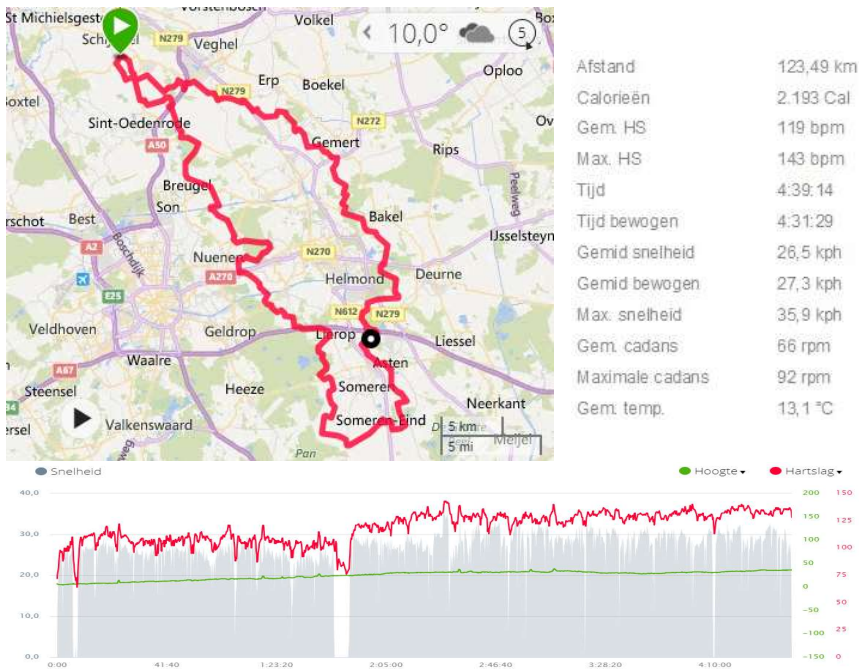 St Michielsgest
Vorstenbosch
Volkel
10,0°
5
Schij
N279
Veghel
Oploo
Erp
Boekel
N279
oxtel
Sint-Oedenrode
N272
Ov
A50
Gemert
Rips
Breugel
Peelweg
Son
rschot
Best
Bakel
A2
Boschdijk
IJsselsteyn
Nuenen
N270
A270
Helmond
Deurne
E25
N612
N279
Veldhoven
Geldrop
Lierop
Liessel
Waalre
Asten
A67
Steensel
Heeze
Someren
Neerkant
ersel
Valkenswaard
Someren-Eind
5 km
Meijel
Pan
5 mi
Afstand 123,49 km
Calorieën 2.193 Cal
Gem. HS 119 bpm
Max. HS 143 bpm
Tijd 4:39:14
Tijd bewogen 4:31:29
Gemid snelheid 26,5 kph
Gemid bewogen 27,3 kph
Max. snelheid 35,9 kph
Gem. cadans 66 rpm
Maximale cadans 92 rpm
Gem. temp. 13,1 °C
Snelheid Hoogte Hartslag
40,0 200 150
150
30,0 125
100 100
20,0 50 75
0
10,0 50
-50
-100 25
0,0 -150 0
0:00 41:40 1:23:20 2:05:00 2:46:40 3:28:20 4:10:00